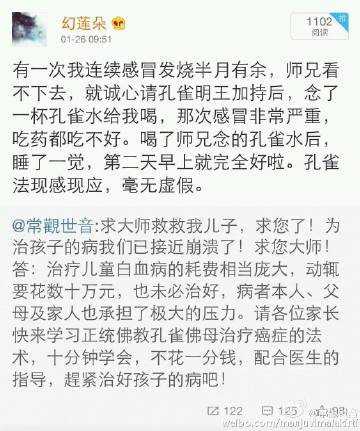 幻莲朵
01-26 09:51
1102
阅读
推
有一次我连续感冒发烧半月有余，师兄看
不下去，就诚心请孔雀明王加持后，念了
一杯孔雀水给我喝，那次感冒非常严重，
吃药都吃不好。喝了师兄念的孔雀水后，
睡了一觉，第二天早上就完全好啦。孔雀
法现感现应，毫无虚假。
@常觀世音:求大师救救我儿子，求您了！为
治孩子的病我们已接近崩溃了！求您大师！
答：治疗儿童白血病的耗费相当庞大，动辄
要花数十万元，也未必治好，病者本人、父
母及家人也承担了极大的压力。请各位家长
快来学习正统佛教孔雀佛母治疗癌症的法
术，十分钟学会，不花一分钱，配合医生的
指导，赶紧治好孩子的病吧！
122 125 98